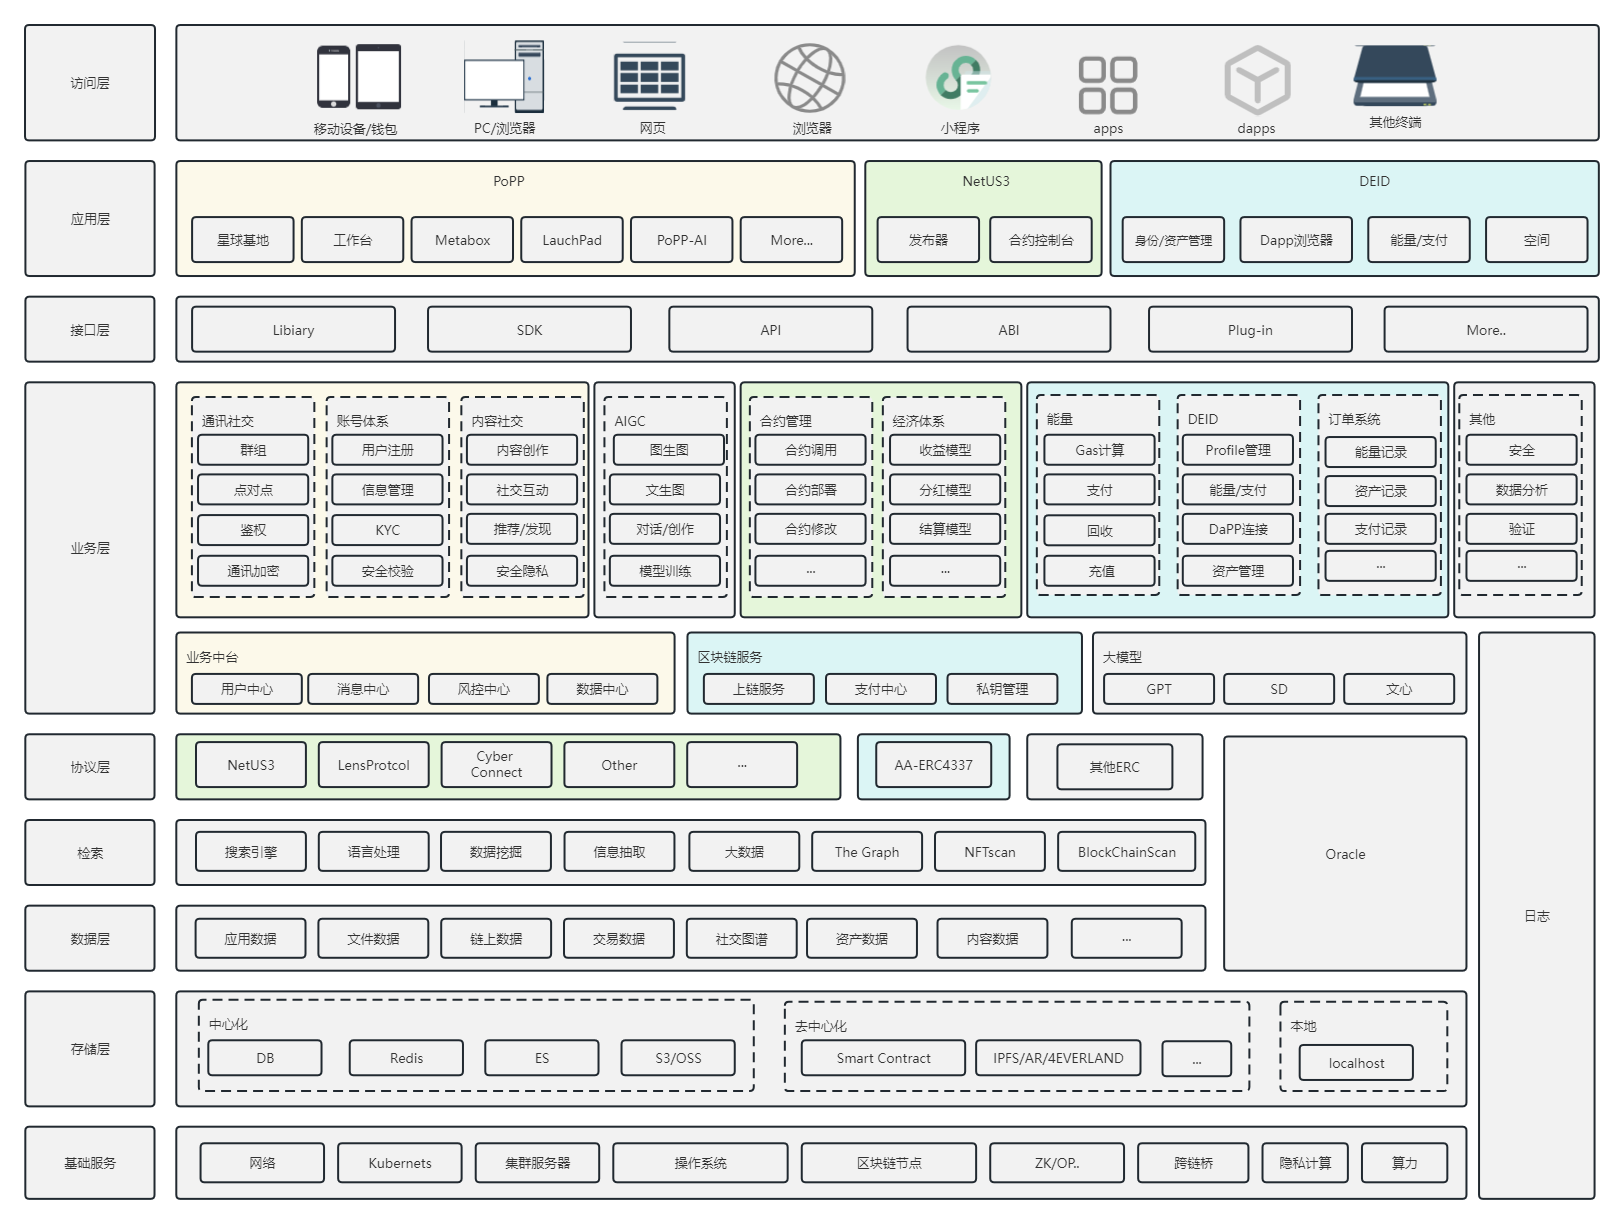 访问层
移动设备/钱包
PC/浏览器
网页
浏览器
小程序
apps
dapps
其他终端
应用层
PoPP
星球基地
工作台
Metabox
LauchPad
PoPP-AI
More...
NetUS3
发布器
合约控制台
DEID
身份/资产管理
Dapp浏览器
能量/支付
空间
接口层
Libiary
SDK
API
ABI
Plug-in
More..
业务层
通讯社交
群组
点对点
鉴权
通讯加密
账号体系
用户注册
信息管理
KYC
安全校验
内容社交
内容创作
社交互动
推荐/发现
安全隐私
AIGC
图生图
文生图
对话/创作
模型训练
合约管理
合约调用
合约部署
合约修改
...
经济体系
收益模型
分红模型
结算模型
...
能量
Gas计算
支付
回收
充值
DEID
Profile管理
能量/支付
DaPP连接
资产管理
订单系统
能量记录
资产记录
支付记录
...
其他
安全
数据分析
验证
...
业务中台
用户中心
消息中心
风控中心
数据中心
区块链服务
上链服务
支付中心
私钥管理
大模型
GPT
SD
文心
日志
协议层
NetUS3
LensProtcol
Cyber
Connect
Other
...
AA-ERC4337
其他ERC
Oracle
检索
搜索引擎
语言处理
数据挖掘
信息抽取
大数据
The Graph
NFTscan
BlockChainScan
数据层
应用数据
文件数据
链上数据
交易数据
社交图谱
资产数据
内容数据
...
存储层
中心化
DB
Redis
ES
S3/OSS
去中心化
Smart Contract
IPFS/AR/4EVERLAND
...
本地
localhost
基础服务
网络
Kubernets
集群服务器
操作系统
区块链节点
ZK/OP..
跨链桥
隐私计算
算力